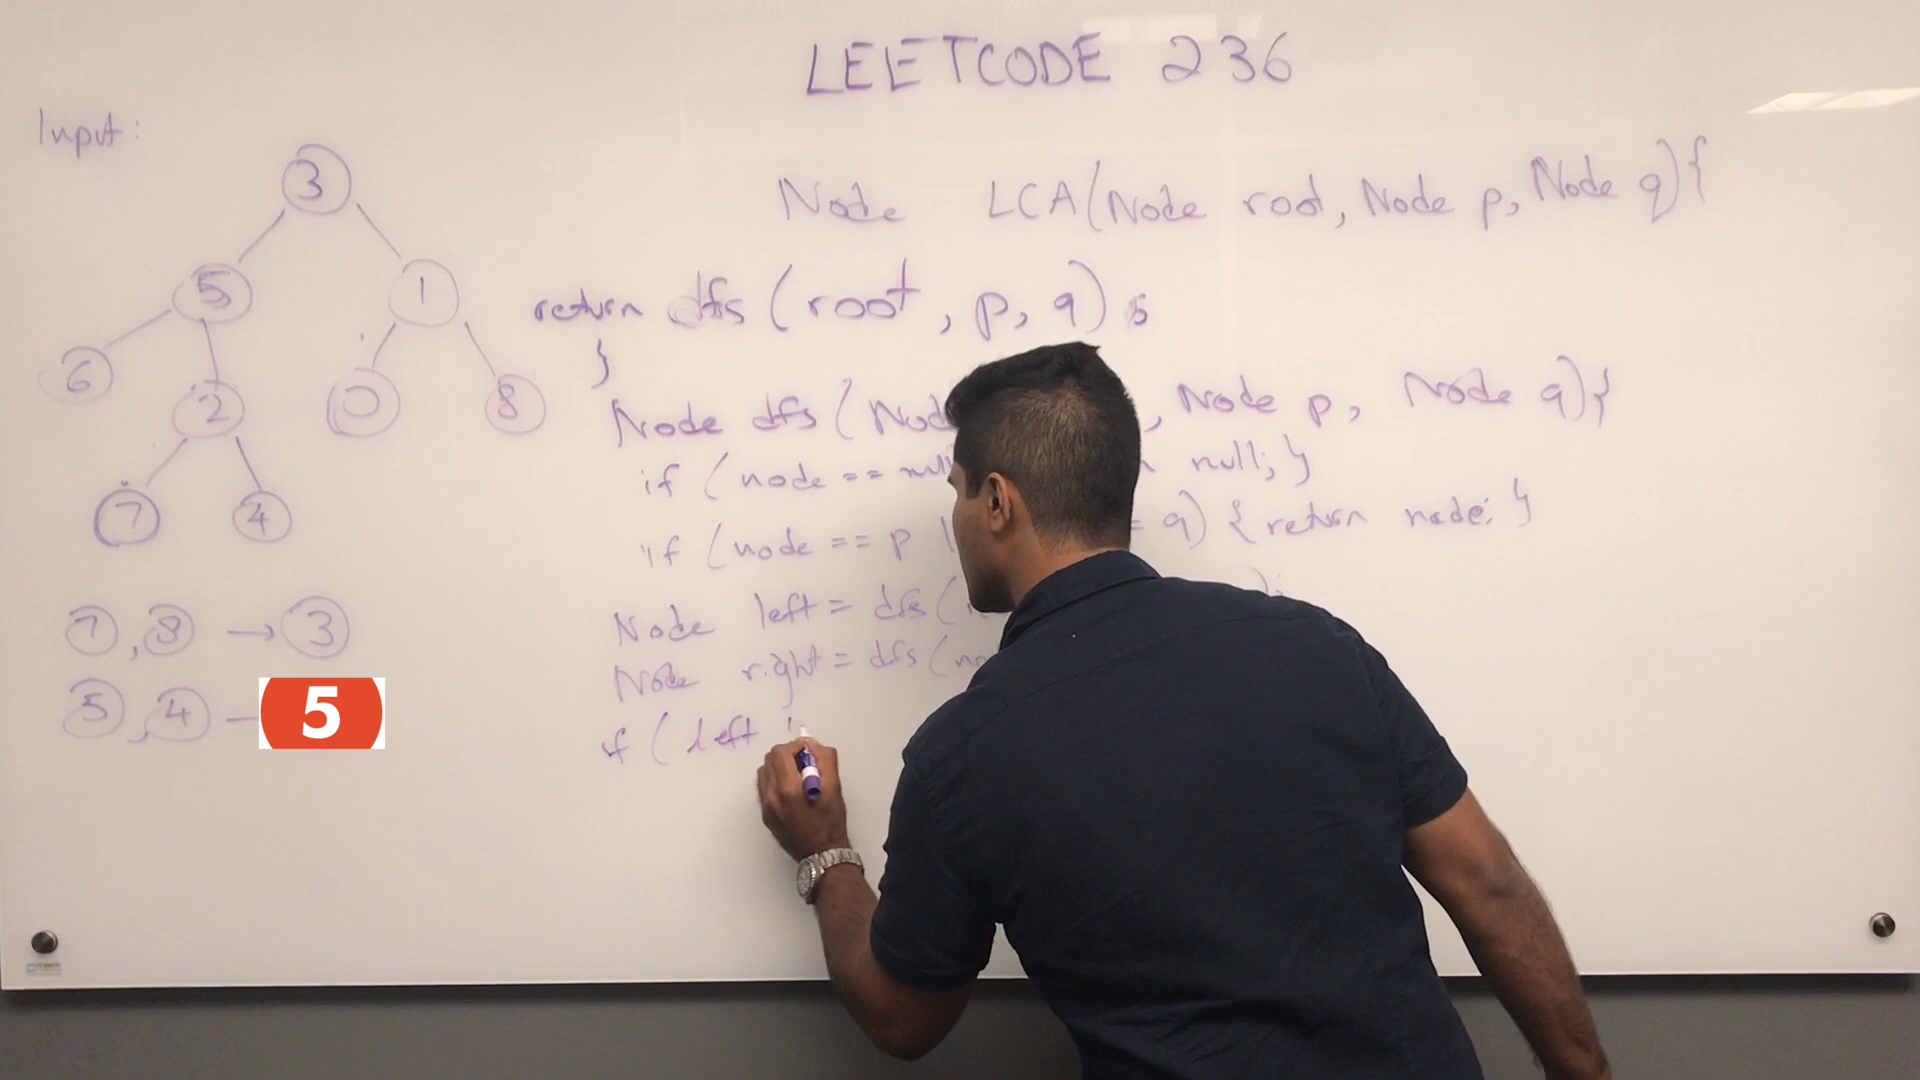 LEETCODE 236
Input:
3
5 1
6 2 0 8
7 4
7, 8 → 3
5, 4 — 5
Node LCA(Node root, Node p, Node q){
return dfs (root, p, q);
}
Node dfs ( , Node p, Node q){
if (node == null null; }
if (node == p = q) {return node; }
Node left = dfs (
Node right = dfs (
if (left